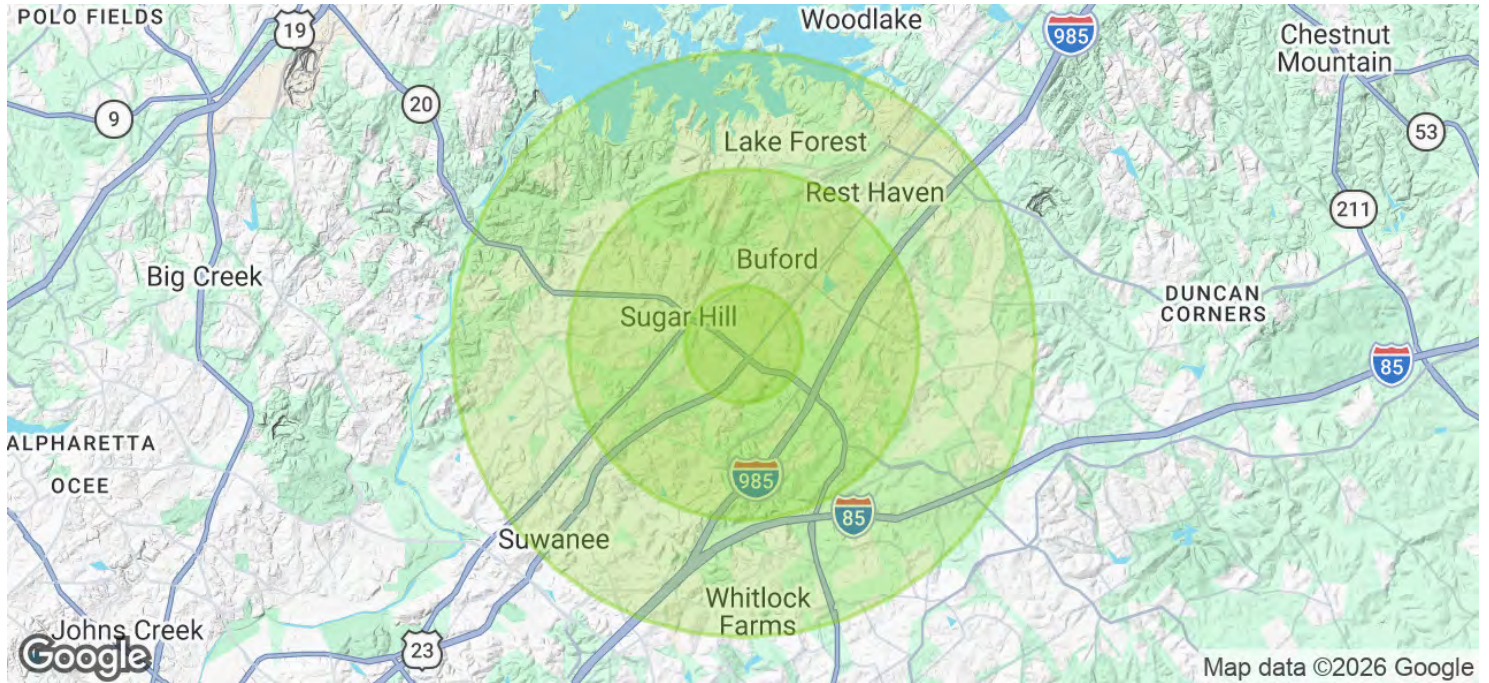 POLO FIELDS
19
Woodlake
985
Chestnut
Mountain
20
9
53
Lake Forest
Rest Haven
211
Buford
Big Creek
DUNCAN
CORNERS
Sugar Hill
85
ALPHARETTA
OCEE
985
85
Suwanee
Whitlock
Farms
Johns Creek
23
Google
Map data ©2026 Google